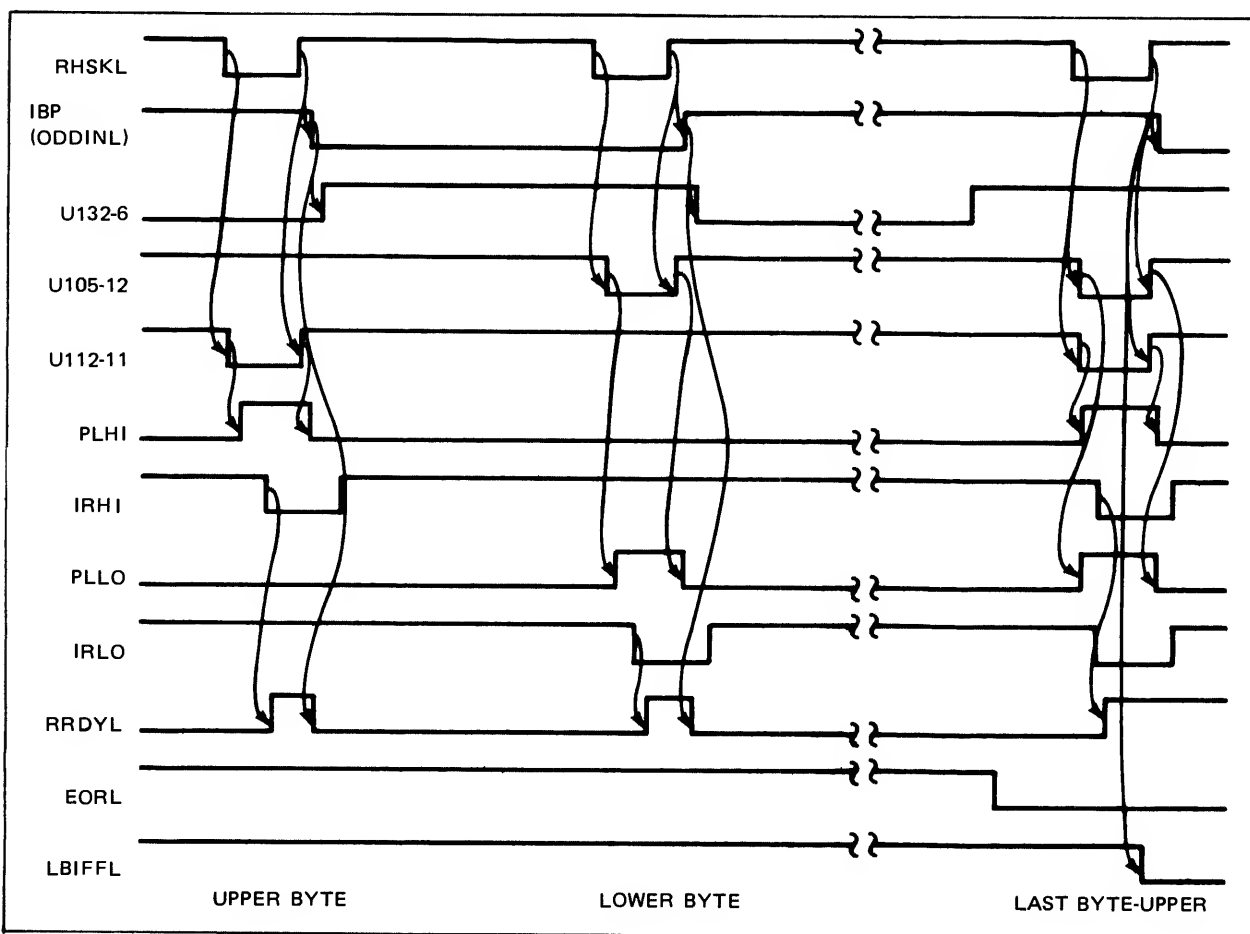 RHSKL
IBP
(ODDINL)
U132-6
U105-12
U112-11
PLHI
IRHI
PLLO
IRLO
RRDYL
EORL
LBIFFL
UPPER BYTE
LOWER BYTE
LAST BYTE-UPPER